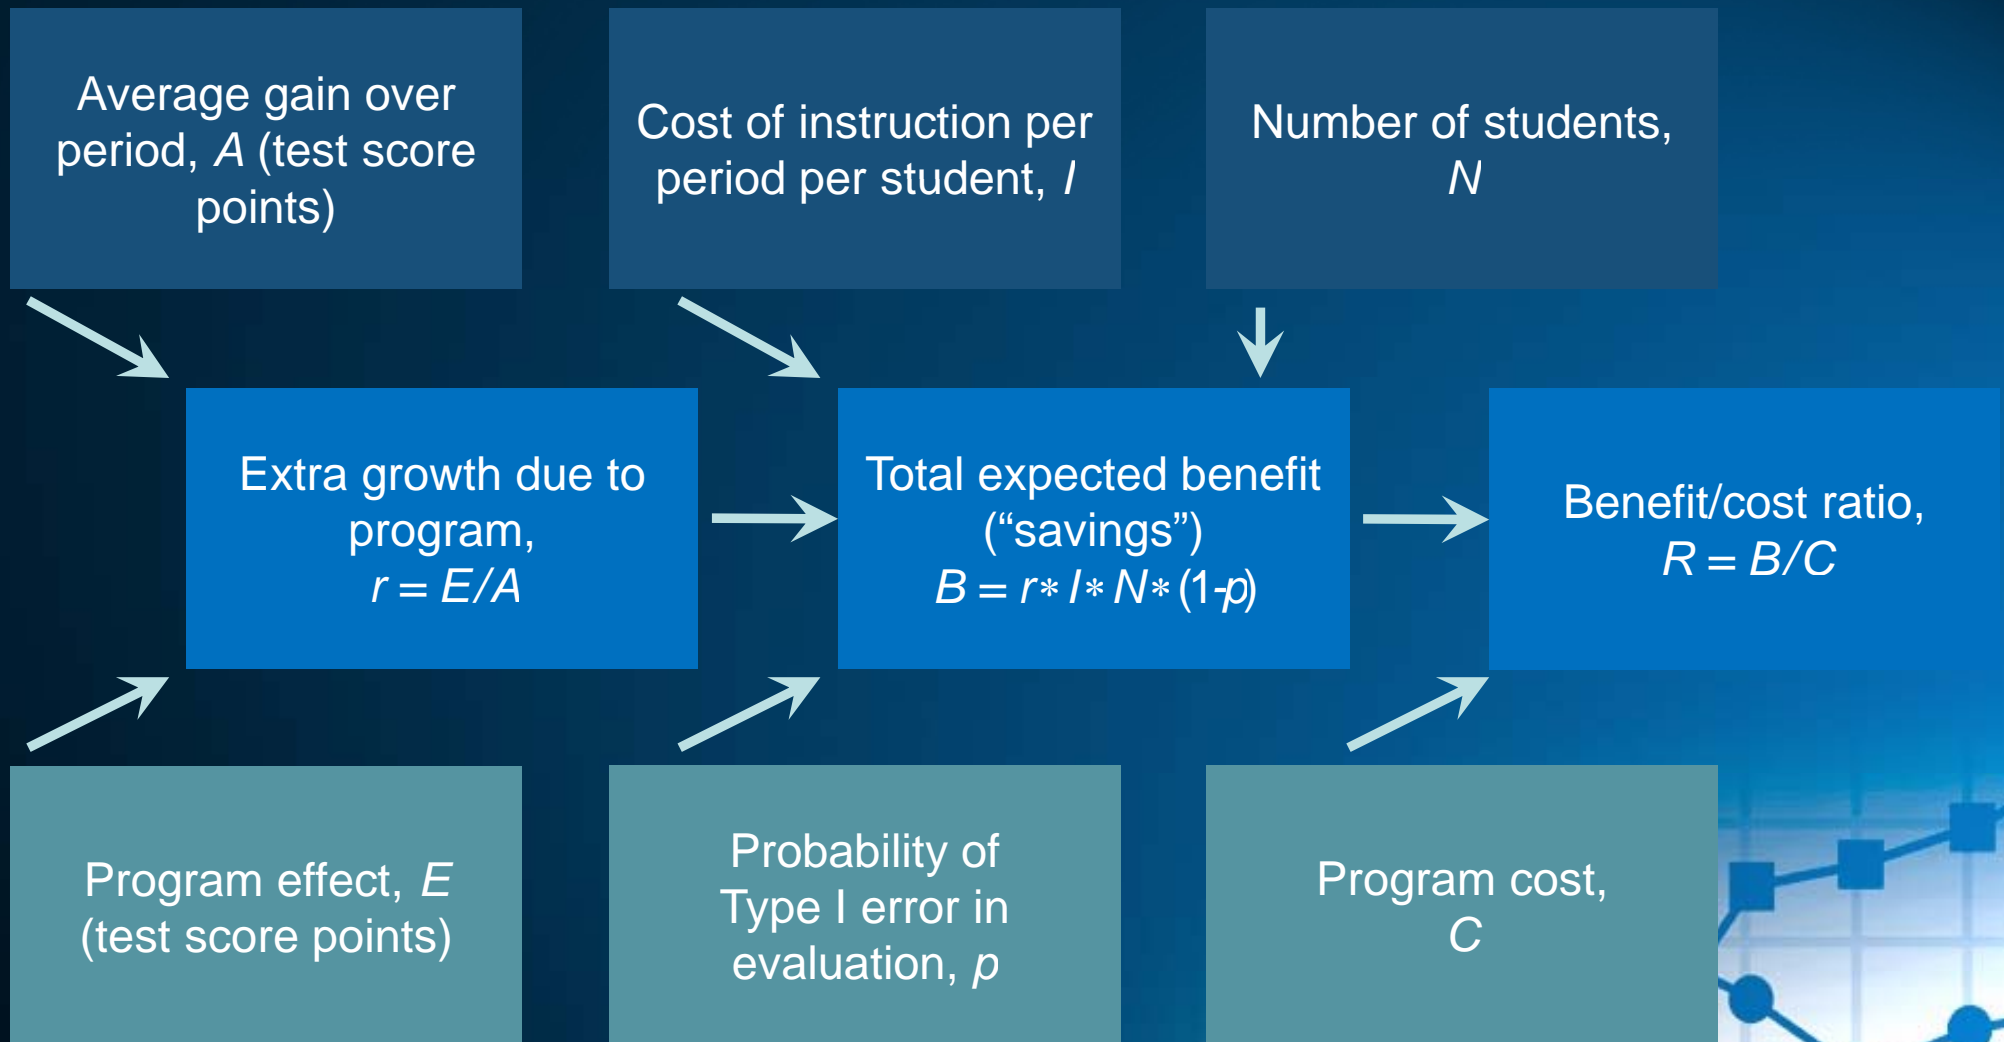 Average gain over
period, A (test score
points)
Cost of instruction per
period per student, I
Number of students,
N
Extra growth due to
program,
r = E/A
Total expected benefit
(“savings”)
B = r* I* N* (1-p)
Benefit/cost ratio,
R = B/C
Program effect, E
(test score points)
Probability of
Type I error in
evaluation, p
Program cost,
C